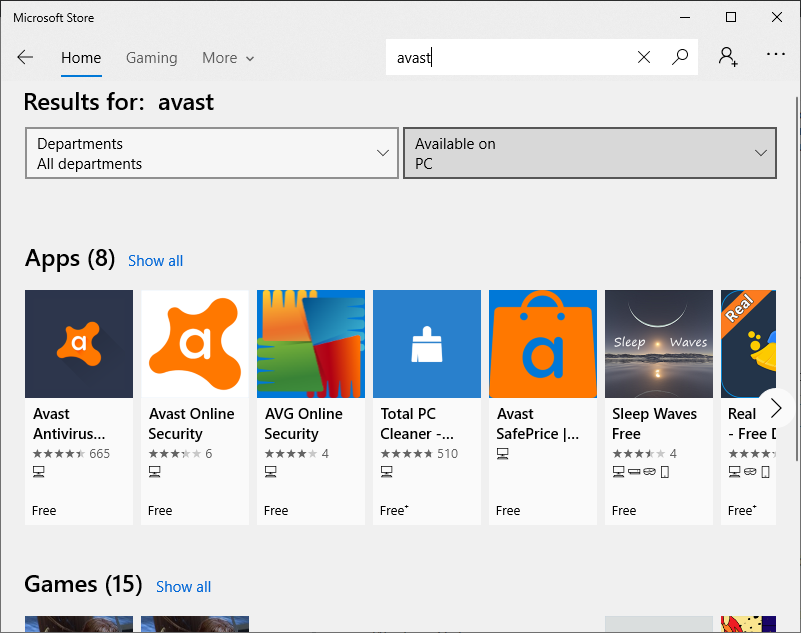 Microsoft Store
Home Gaming More
avast
Results for: avast
Departments
All departments
Available on
PC
Apps (8) Show all
a
Avast
Antivirus...
665
Free
a
Avast Online
Security
6
Free
AVG Online
Security
4
Free
Total PC
Cleaner -...
510
Free+
a
Avast
SafePrice |...
Free
Sleep Waves
Sleep Waves
Free
4
Free
Real
Real
- Free
Free+
Games (15) Show all